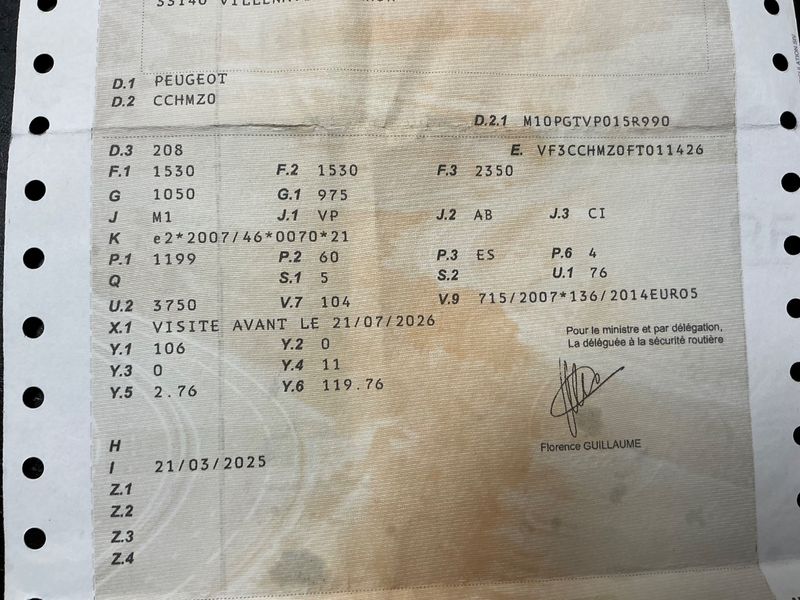 33140
D.1 PEUGEOT
D.2 CCHMZ0
D.2.1 M10PGTVP015R990
D.3 208 E. VF3CCHMZ0FT011426
F.1 1530 F.2 1530 F.3 2350
G 1050 G.1 975
J M1 J.1 VP J.2 AB J.3 CI
K e2*2007/46*0070*21
P.1 1199 P.2 60 P.3 ES P.6 4
Q S.1 5 S.2 U.1 76
U.2 3750 V.7 104 V.9 715/2007*136/2014EURO5
X.1 VISITE AVANT LE 21/07/2026
Y.1 106 Y.2 0
Y.3 0 Y.4 11
Y.5 2.76 Y.6 119.76
Pour le ministre et par délégation,
La déléguée à la sécurité routière
Florence GUILLAUME
H
I 21/03/2025
Z.1
Z.2
Z.3
Z.4